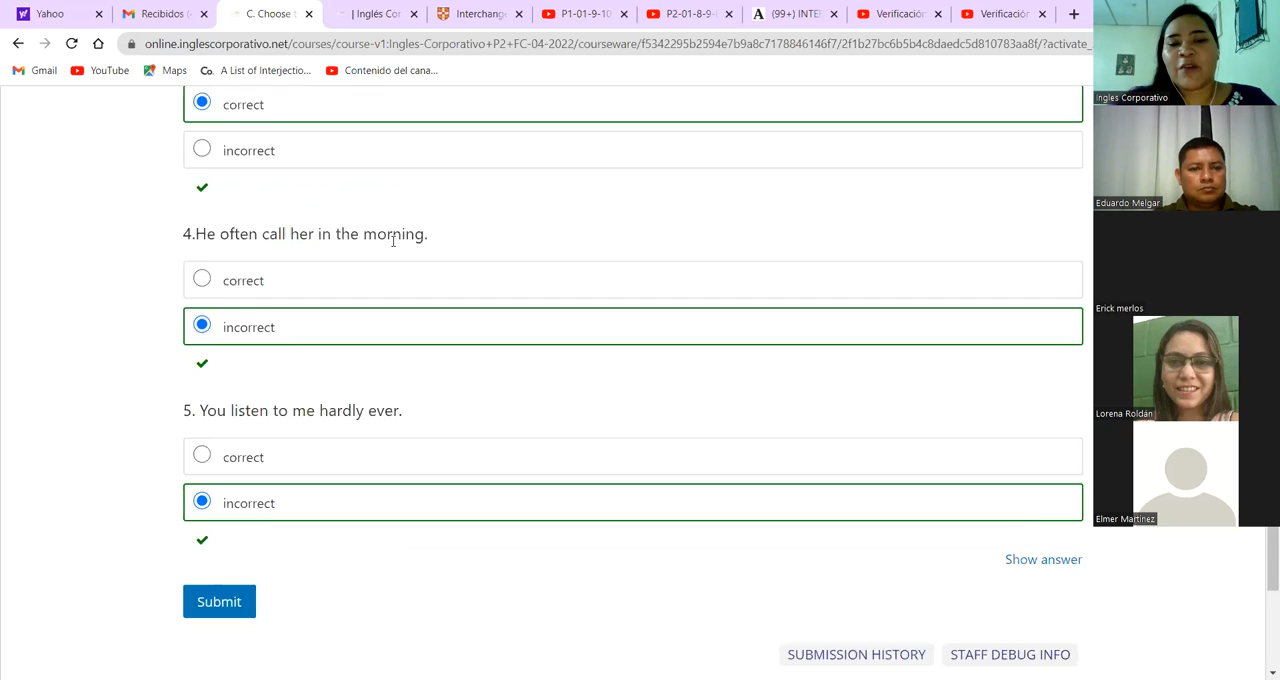 Yahoo
Recibidos (
C. Choose t
| Inglés Cor
Interchang
P1-01-9-10
P2-01-8-9-
(99+) INTE
Verificación
Verificación
online.inglescorporativo.net/courses/course-v1:Ingles-Corporativo+P2+FC-04-2022/courseware/f5342295b2594e7b9a8c7178846146f7/2f1b27bc6b5b4c8daedc5d810783aa8f/?activate_
Gmail
YouTube
Maps
Co. A List of Interjectio...
Contenido del cana...
correct
incorrect
4.He often call her in the morning.
correct
incorrect
5. You listen to me hardly ever.
correct
incorrect
Show answer
Submit
SUBMISSION HISTORY
STAFF DEBUG INFO
Ingles Corporativo
Eduardo Melgar
Erick merlos
Lorena Roldán
Elmer Martinez